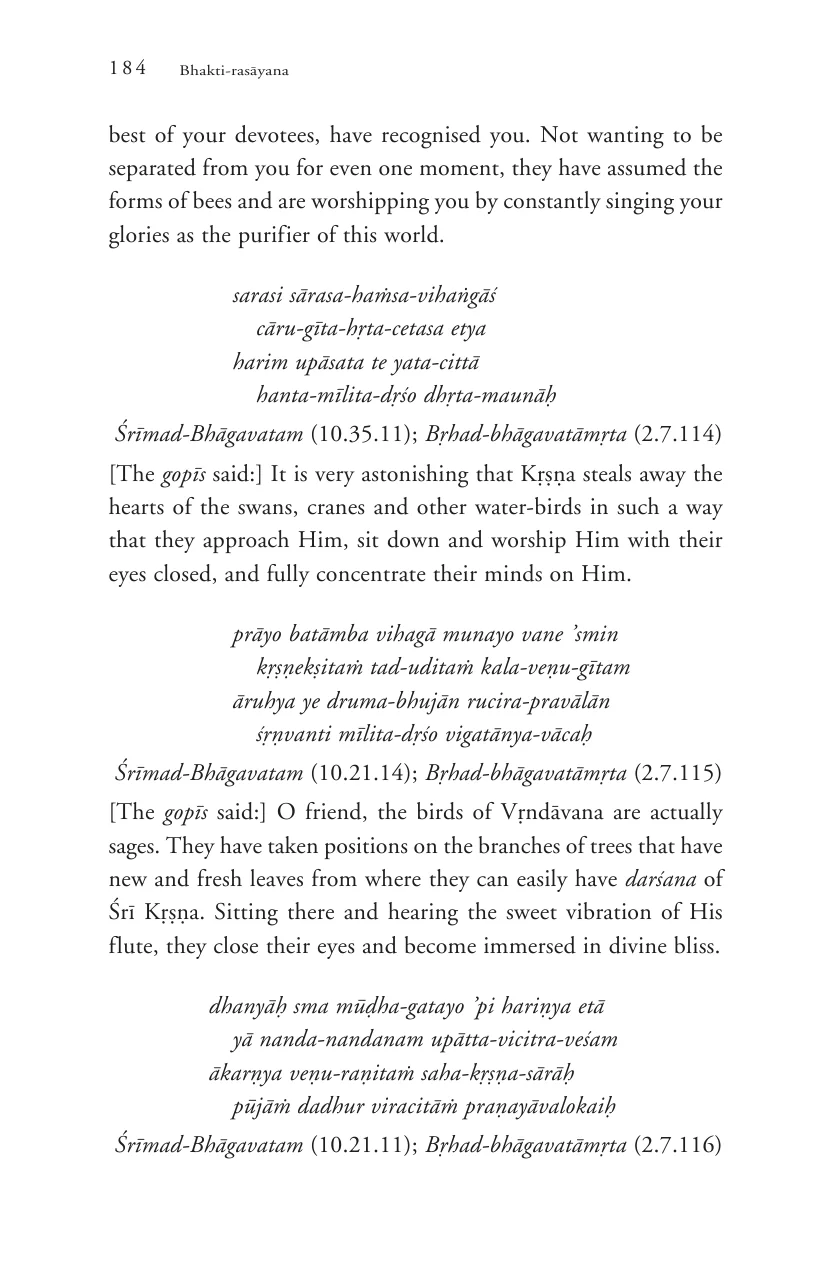 184 Bhakti-rasāyana
best of your devotees, have recognised you. Not wanting to be
separated from you for even one moment, they have assumed the
forms of bees and are worshipping you by constantly singing your
glories as the purifier of this world.
sarasi sārasa-haṁsa-vihaṅgāś
cāru-gīta-hṛta-cetasa etya
harim upāsata te yata-cittā
hanta-mīlita-dṛśo dhṛta-maunāḥ
Śrīmad-Bhāgavatam (10.35.11); Bṛhad-bhāgavatāmṛta (2.7.114)
[The gopīs said:] It is very astonishing that Kṛṣṇa steals away the
hearts of the swans, cranes and other water-birds in such a way
that they approach Him, sit down and worship Him with their
eyes closed, and fully concentrate their minds on Him.
prāyo batāmba vihagā munayo vane ’smin
kṛṣṇekṣitaṁ tad-uditaṁ kala-veṇu-gītam
āruhya ye druma-bhujān rucira-pravālān
śṛṇvanti mīlita-dṛśo vigatānya-vācaḥ
Śrīmad-Bhāgavatam (10.21.14); Bṛhad-bhāgavatāmṛta (2.7.115)
[The gopīs said:] O friend, the birds of Vṛndāvana are actually
sages. They have taken positions on the branches of trees that have
new and fresh leaves from where they can easily have darśana of
Śrī Kṛṣṇa. Sitting there and hearing the sweet vibration of His
flute, they close their eyes and become immersed in divine bliss.
dhanyāḥ sma mūḍha-gatayo ’pi hariṇya etā
yā nanda-nandanam upātta-vicitra-veśam
ākarṇya veṇu-raṇitaṁ saha-kṛṣṇa-sārāḥ
pūjāṁ dadhur viracitāṁ praṇayāvalokaiḥ
Śrīmad-Bhāgavatam (10.21.11); Bṛhad-bhāgavatāmṛta (2.7.116)